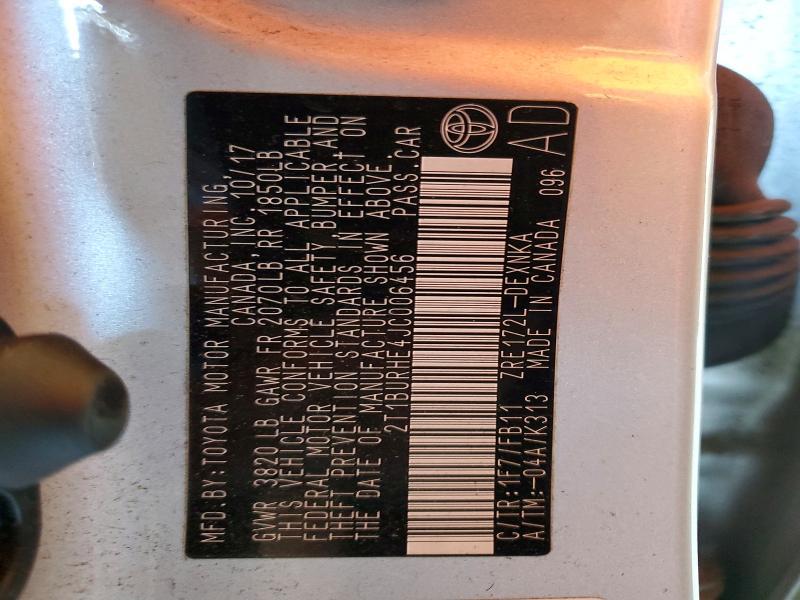 MFD.BY:TOYOTA MOTOR MANUFACTURING,
CANADA,INC. 10/17
GVWR 3820 LB GAWR FR 2070LB,RR 1850LB
THIS VEHICLE CONFORMS TO ALL APPLICABLE
FEDERAL MOTOR VEHICLE SAFETY, BUMPER, AND
THEFT PREVENTION STANDARDS IN EFFECT ON
THE DATE OF MANUFACTURE SHOWN ABOVE.
2T1BURHE4JC006456 PASS.CAR
C/TR:1F7/FB11 ZRE172L-DEXNKA
A/TM:-04A/K313 MADE IN CANADA 096 AD